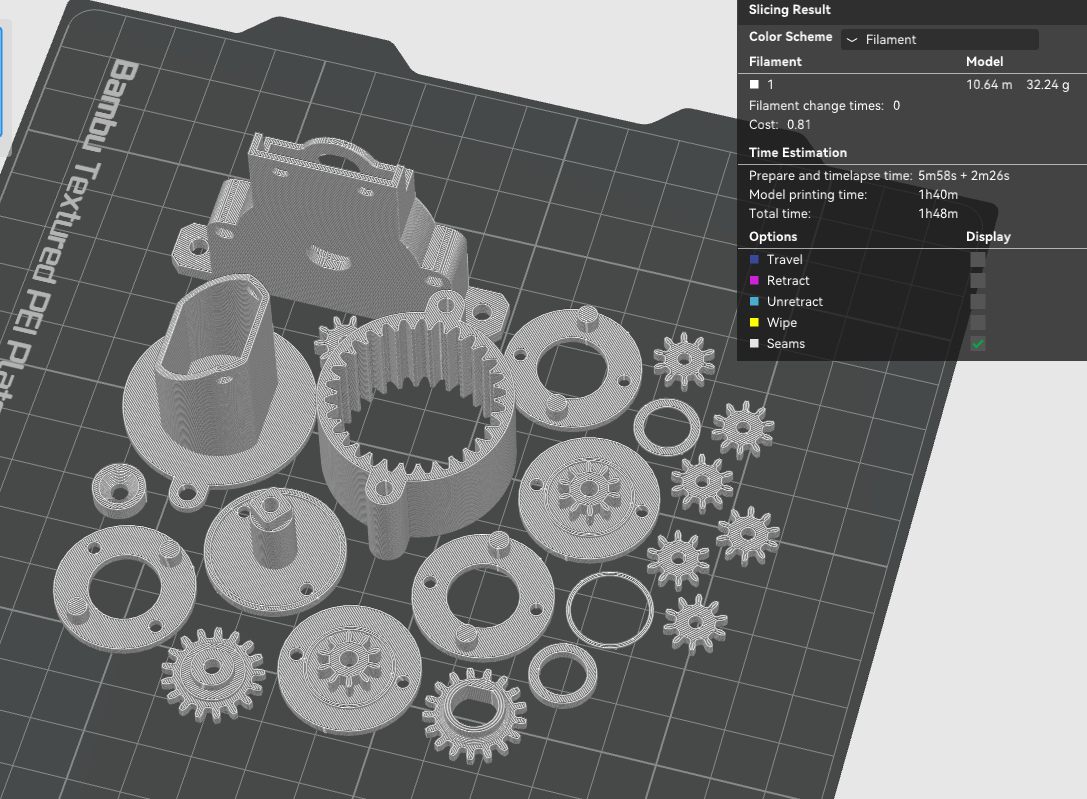 Slicing Result
Color Scheme Filament
Filament Model
1 10.64 m 32.24 g
Filament change times: 0
Cost: 0.81
Time Estimation
Prepare and timelapse time: 5m58s + 2m26s
Model printing time: 1h40m
Total time: 1h48m
Options Display
Travel
Retract
Unretract
Wipe
Seams
Bambu Textured PEI Plate